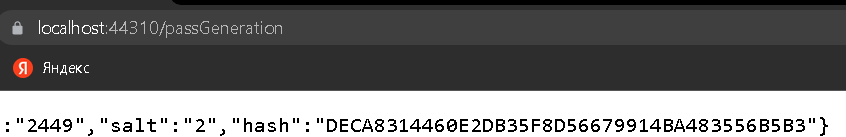 localhost:44310/passGeneration
Я
Яндекс
:"2449","salt":"2","hash":"DECA8314460E2DB35F8D56679914BA483556B5B3"}